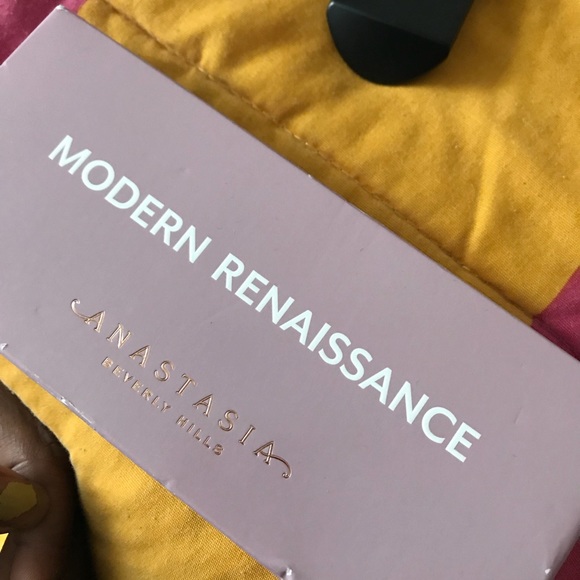 MODERN RENAISSANCE
ANASTASIA
BEVERLY HILLS